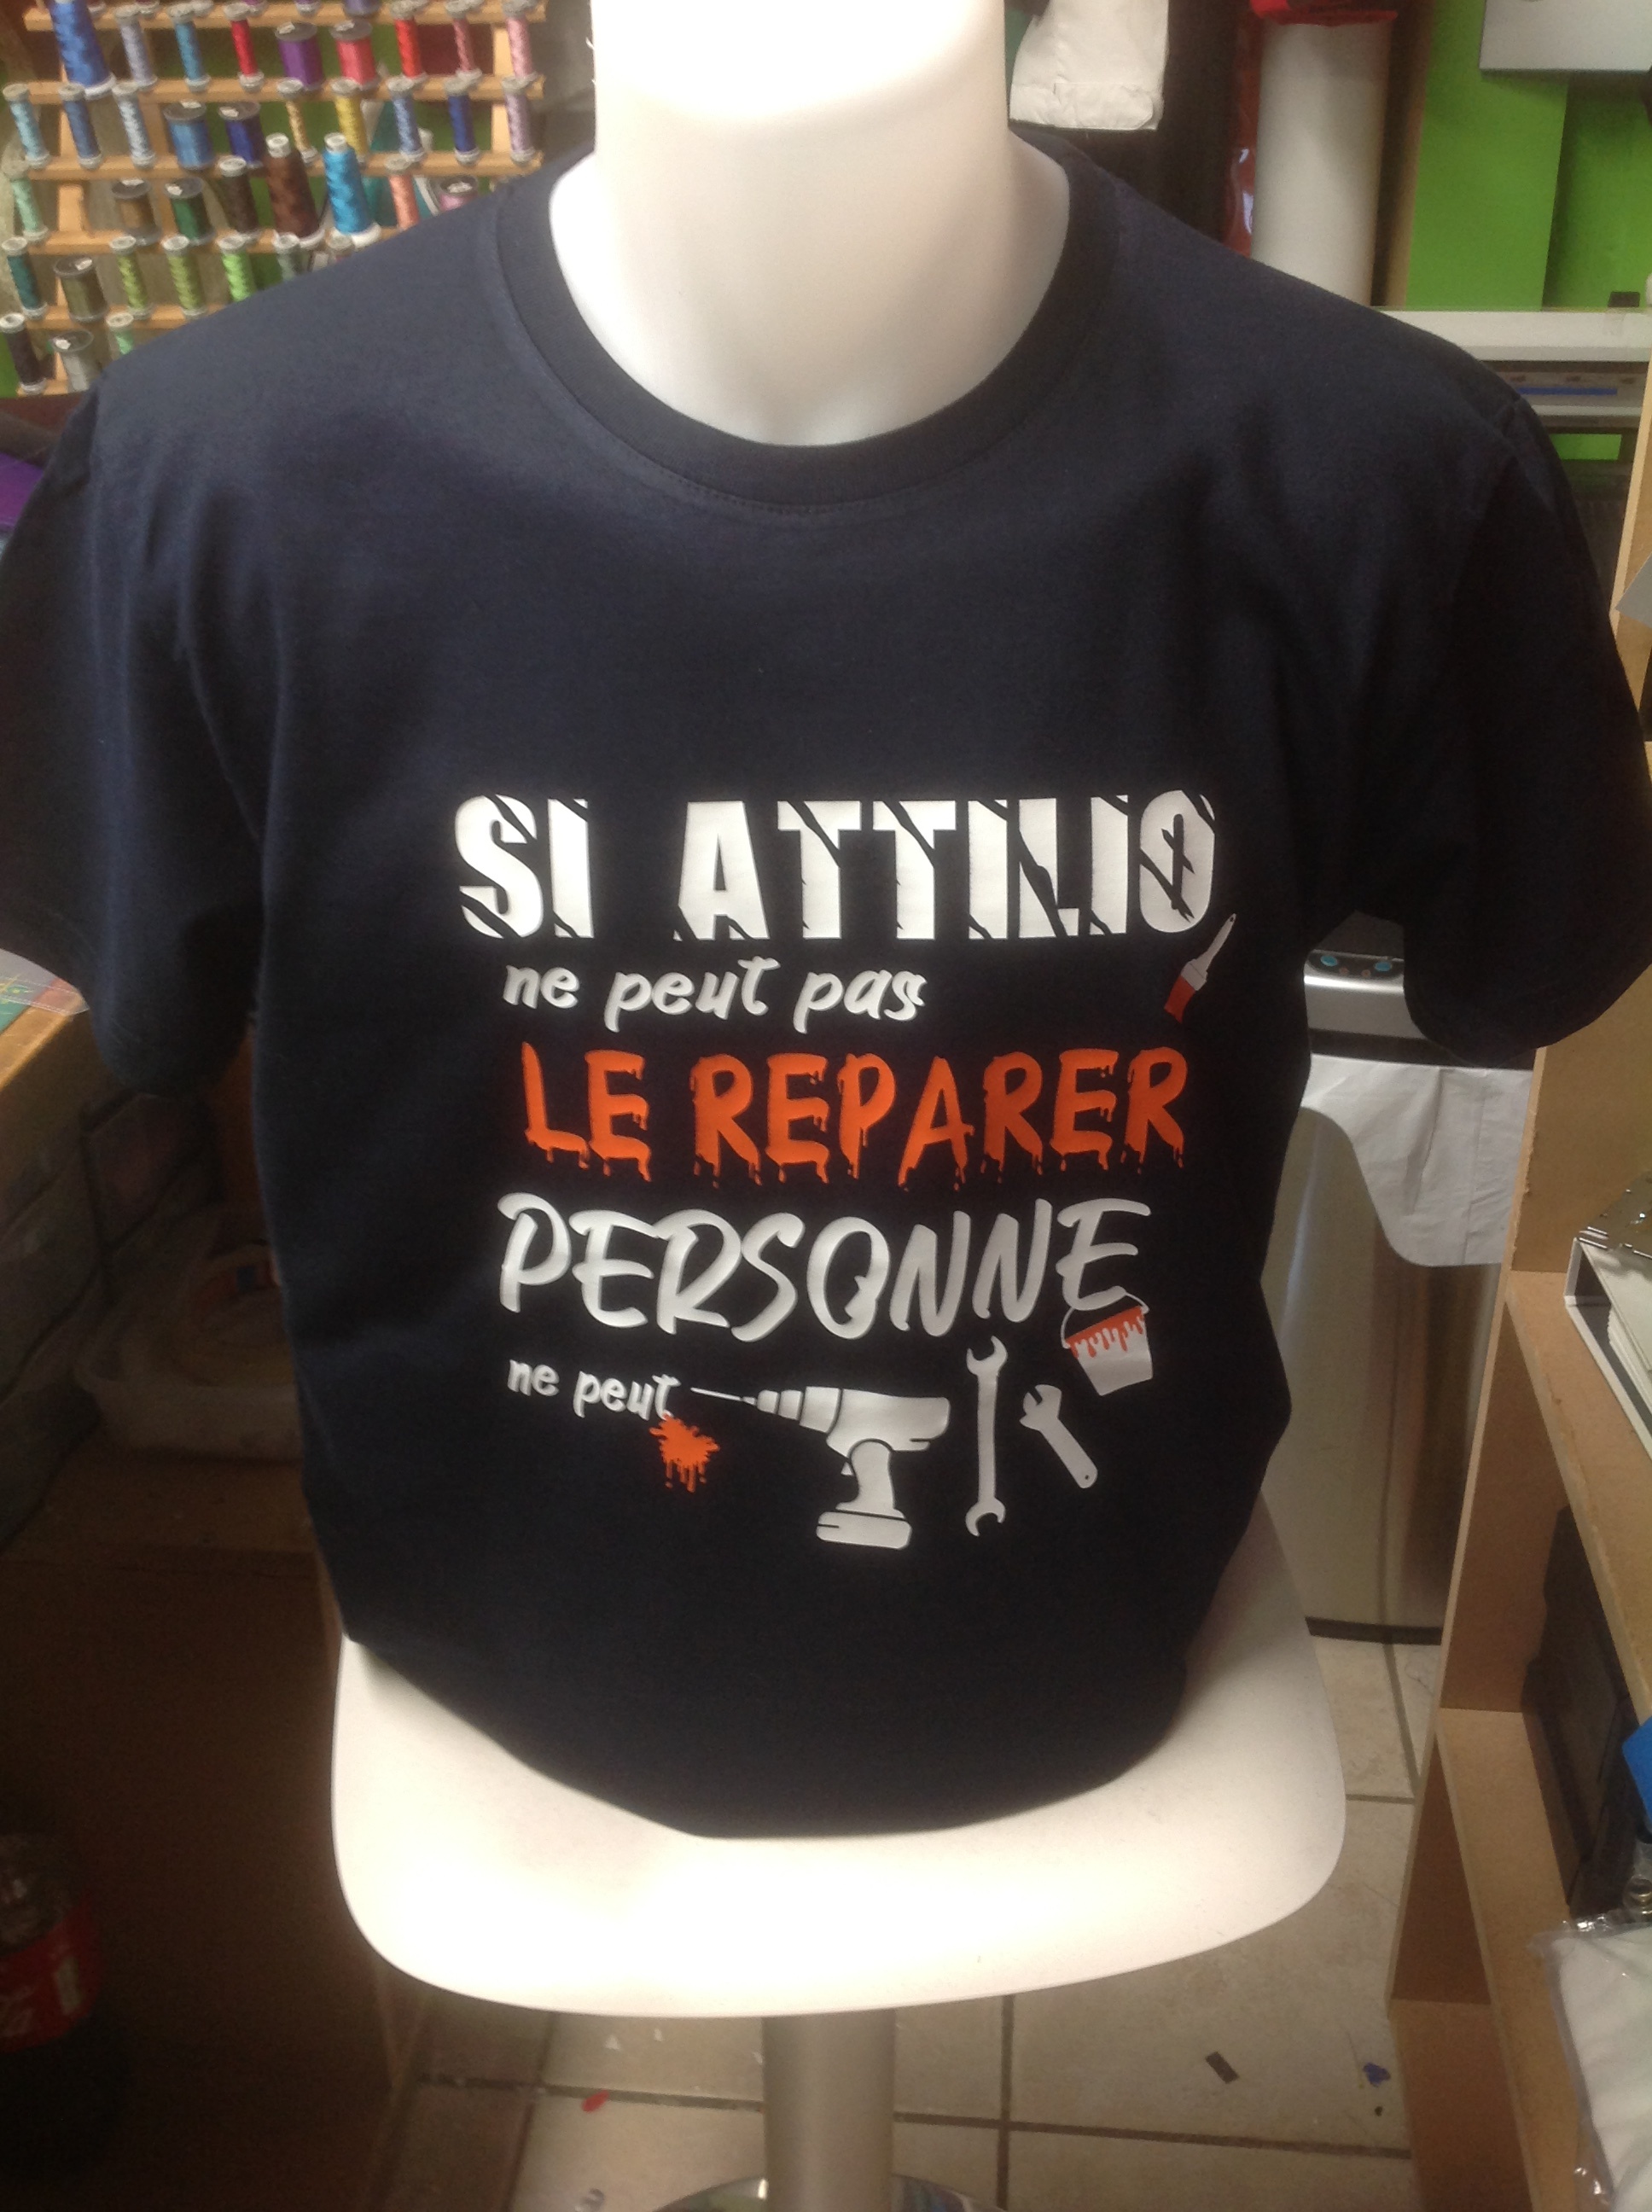 SI ATTILIO
ne peut pas
LE REPARER
PERSONNE
ne peut